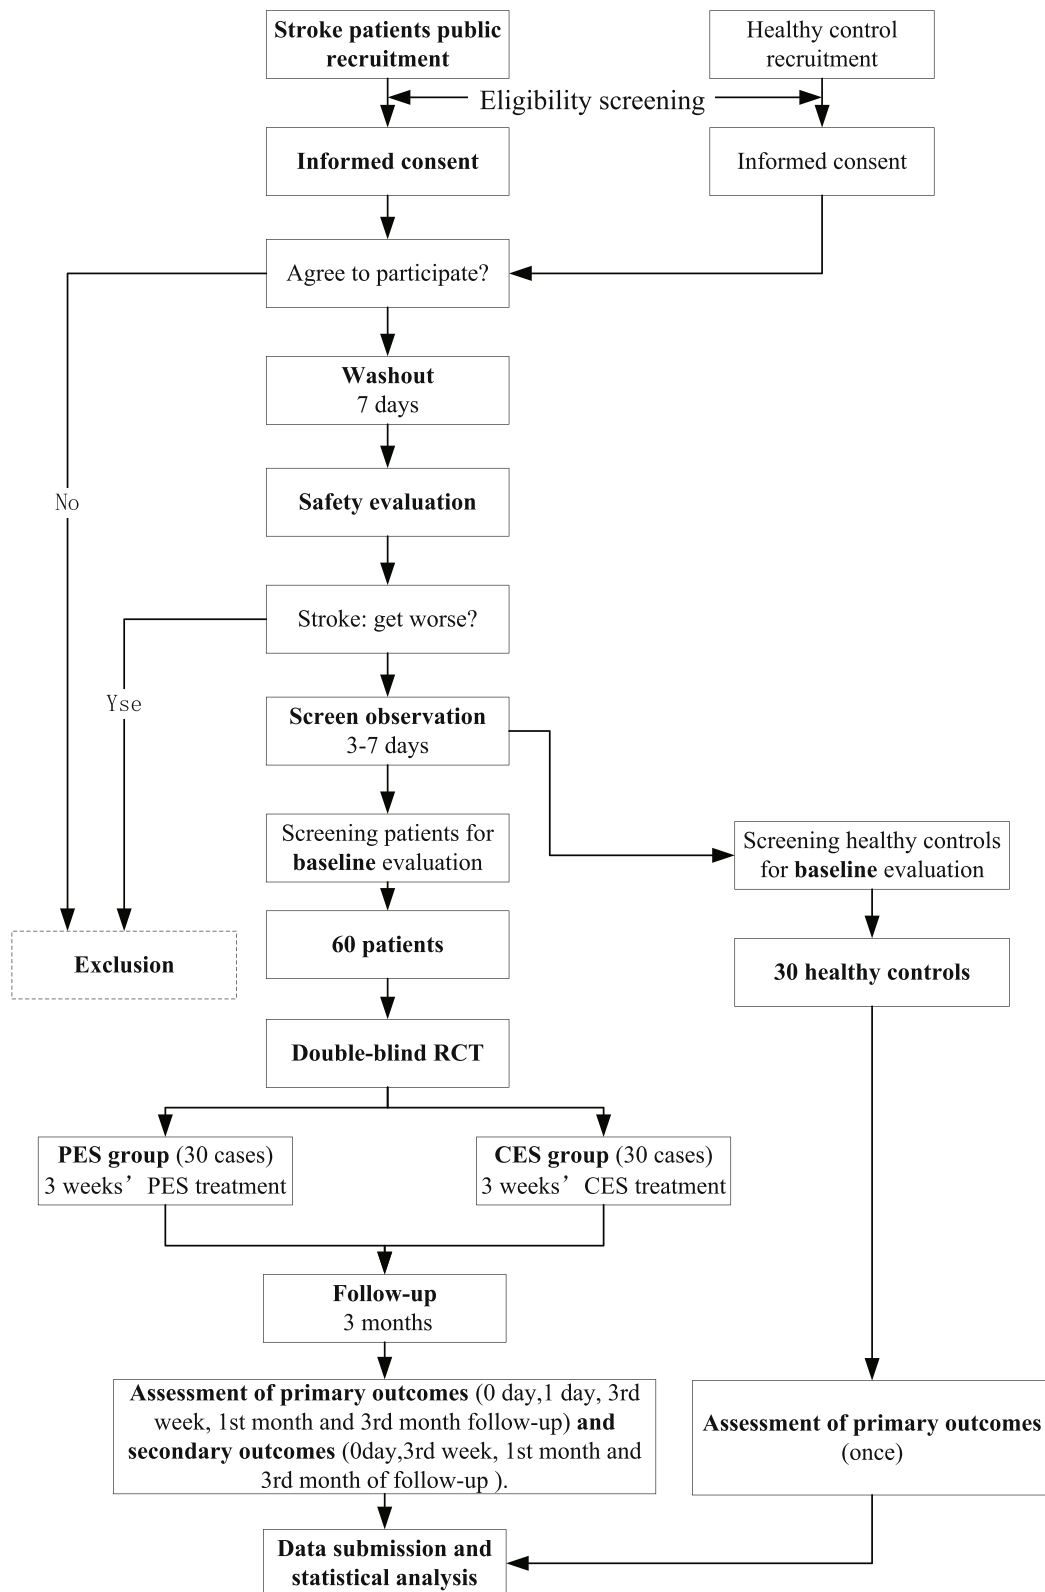 Stroke patients public
recruitment
Healthy control
recruitment
Eligibility screening
Informed consent
Informed consent
Agree to participate?
Washout
7 days
No
Safety evaluation
Stroke: get worse?
Yse
Screen observation
3-7 days
Screening patients for
baseline evaluation
Screening healthy controls
for baseline evaluation
60 patients
Exclusion
30 healthy controls
Double-blind RCT
PES group (30 cases)
3 weeks’ PES treatment
CES group (30 cases)
3 weeks’ CES treatment
Follow-up
3 months
Assessment of primary outcomes (0 day,1 day, 3rd
week, 1st month and 3rd month follow-up) and
secondary outcomes (0day,3rd week, 1st month and
3rd month of follow-up ).
Assessment of primary outcomes
(once)
Data submission and
statistical analysis